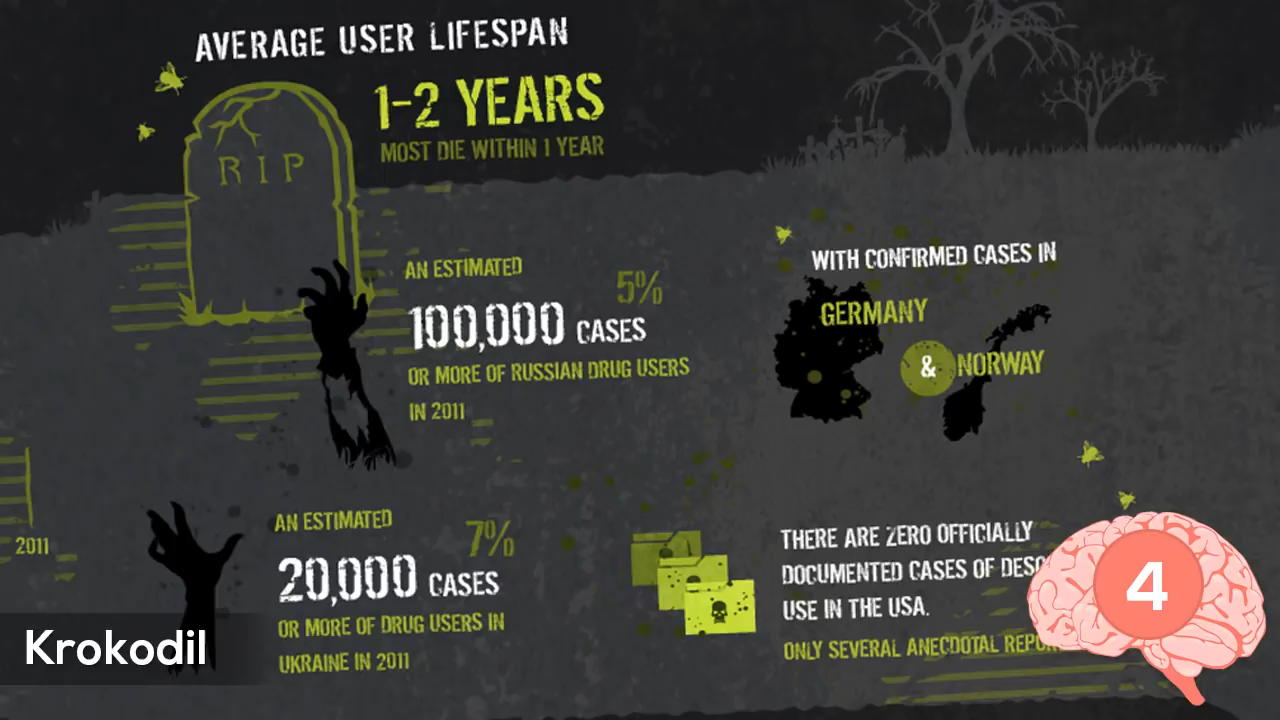 AVERAGE USER LIFESPAN
1-2 YEARS
MOST DIE WITHIN 1 YEAR
RIP
AN ESTIMATED
5%
100,000 CASES
OR MORE OF RUSSIAN DRUG USERS
IN 2011
WITH CONFIRMED CASES IN
GERMANY
& NORWAY
2011
AN ESTIMATED
7%
20,000 CASES
OR MORE OF DRUG USERS IN
UKRAINE IN 2011
THERE ARE ZERO OFFICIALLY
DOCUMENTED CASES OF
USE IN THE USA.
ONLY SEVERAL ANECDOTAL
4
Krokodil